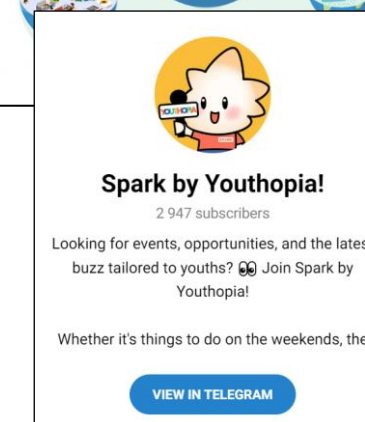 YOUTHOPIA
Spark by Youthopia!
2 947 subscribers
Looking for events, opportunities, and the lates
buzz tailored to youths? 👀 Join Spark by
Youthopia!
Whether it's things to do on the weekends, the
VIEW IN TELEGRAM